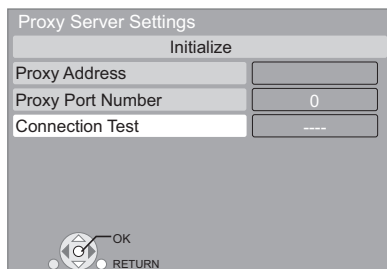 Proxy Server Settings
Initialize
Proxy Address
Proxy Port Number 0
Connection Test ----
OK
RETURN